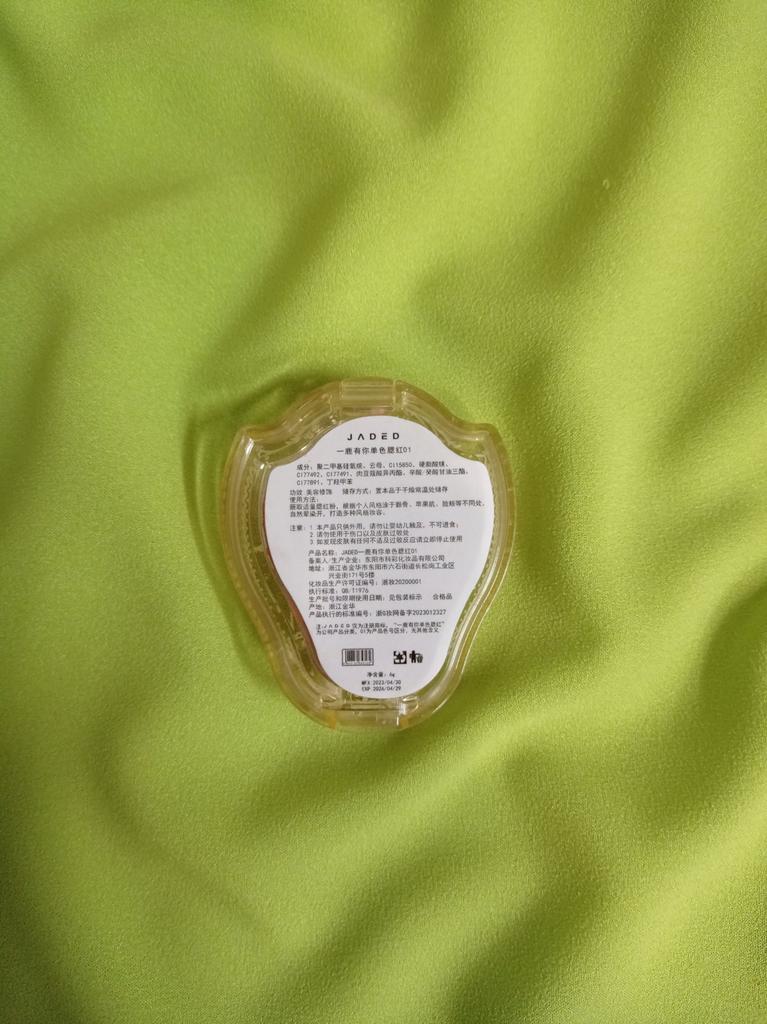 JADED
一鹿有你单色腮红01
成分: 聚二甲基硅氧烷、云母、CI15850、硬脂酸镁、
CI77492、CI77491、肉豆蔻酸异丙酯、辛酸/癸酸甘油三酯、
CI77891、丁羟甲苯
功效 美容修饰 储存方式: 置本品于干燥常温处储存
使用方法:
蘸取适量腮红粉, 根据个人风格涂于颧骨、苹果肌、脸颊等不同处,
自然晕染开, 打造多种风格妆容。
注意: 1.本产品只供外用, 请勿让婴幼儿触及, 不可进食;
2.请勿使用于伤口以及皮肤过敏处
3.如发现皮肤有任何不适及过敏反应请立即停止使用
产品名称: JADED一鹿有你单色腮红01
备案人/生产企业: 东阳市科彩化妆品有限公司
地址: 浙江省金华市东阳市六石街道长松岗工业区
兴业街171号5楼
化妆品生产许可证编号: 浙妆20200001
执行标准: QB/T1976
生产批号和限期使用日期: 见包装标示 合格品
产地: 浙江金华
产品执行的标准编号: 浙G妆网备字2023012327
注:JADED仅为注册商标, “一鹿有你单色腮红”
为公司产品分类, 01为产品色号区分, 无其他含义
净含量: 6g
MFX 2023/04/30
EXP 2026/04/29